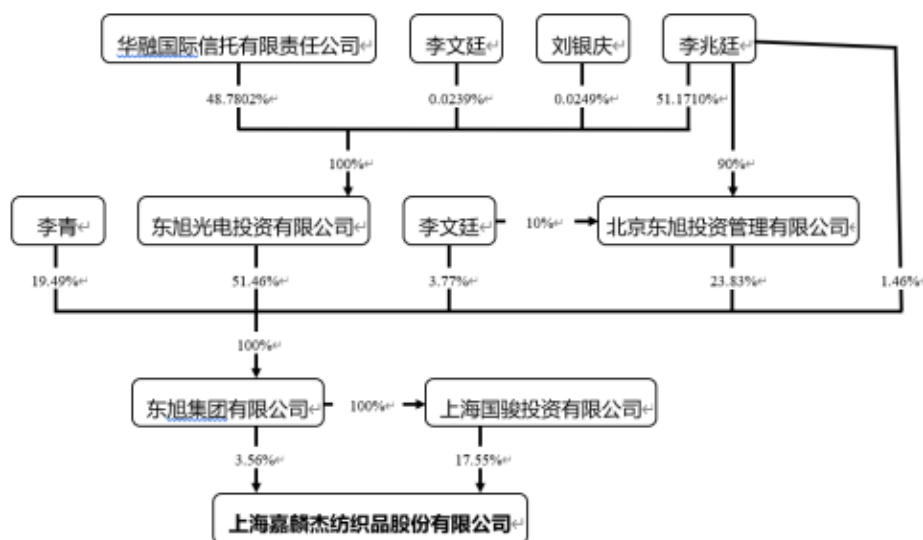 华融国际信托有限责任公司 李文廷 刘银庆 李兆廷
48.7802% 0.0239% 0.0249% 51.1710%
100% 90%
李青 东旭光电投资有限公司 李文廷 10% 北京东旭投资管理有限公司
19.49% 51.46% 3.77% 23.83% 1.46%
100%
东旭集团有限公司 100% 上海国骏投资有限公司
3.56% 17.55%
上海嘉麟杰纺织品股份有限公司